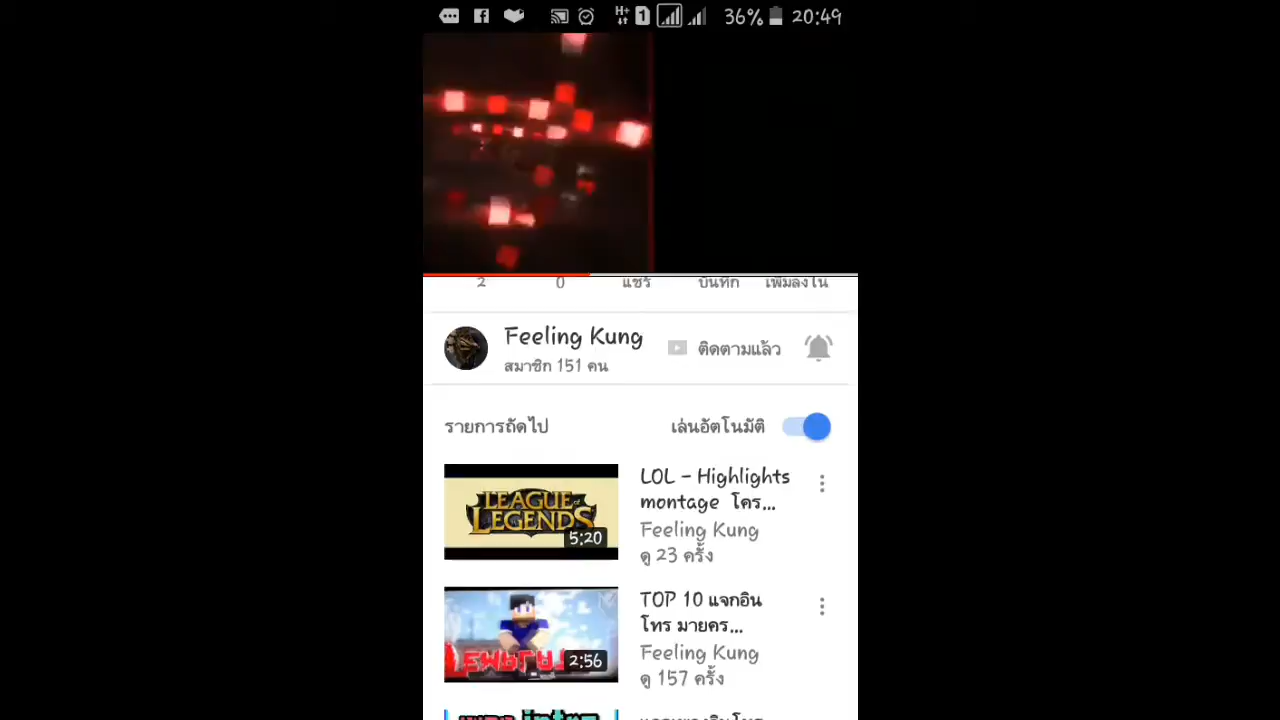 H+
1
36%
20:49
2
0
แชร์
บันทึก
เพิ่มลงใน
Feeling Kung
สมาชิก 151 คน
ติดตามแล้ว
รายการถัดไป
เล่นอัตโนมัติ
LEAGUE OF
LEGENDS
5:20
LOL - Highlights
montage โคร...
Feeling Kung
ดู 23 ครั้ง
2:56
TOP 10 แจกอิน
โทร มายคร...
Feeling Kung
ดู 157 ครั้ง